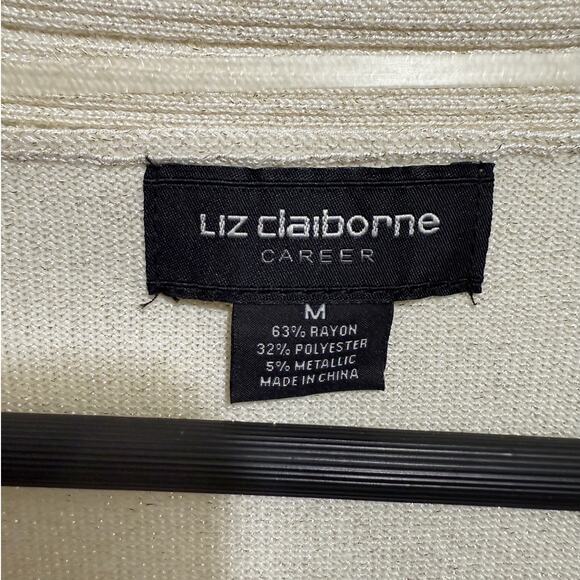 Liz claiborne
CAREER
M
63% RAYON
32% POLYESTER
5% METALLIC
MADE IN CHINA